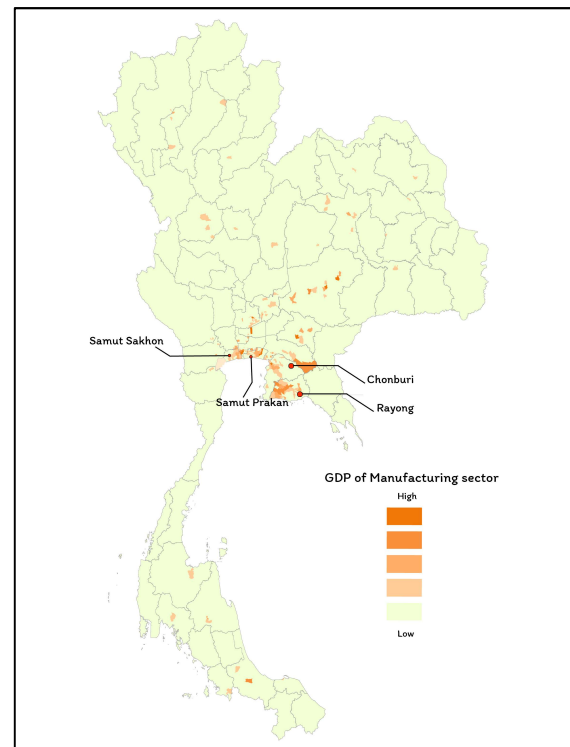 Samut Sakhon
Chonburi
Samut Prakan
Rayong
GDP of Manufacturing sector
High
Low